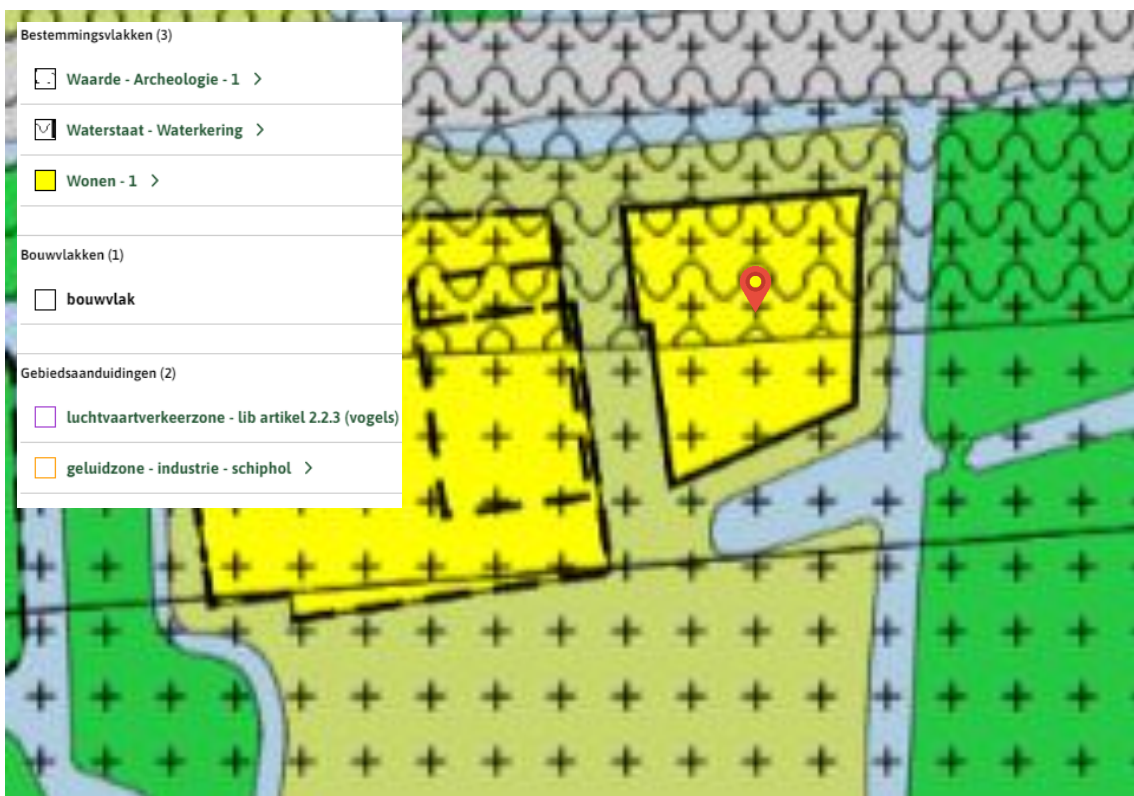 Bestemmingsvlakken (3)
Waarde - Archeologie - 1 >
Waterstaat - Waterkering >
Wonen - 1 >
Bouwvlakken (1)
bouwvlak
Gebiedsaanduidingen (2)
luchtvaartverkeerzone - lib artikel 2.2.3 (vogels)
geluidzone - industrie - schiphol >